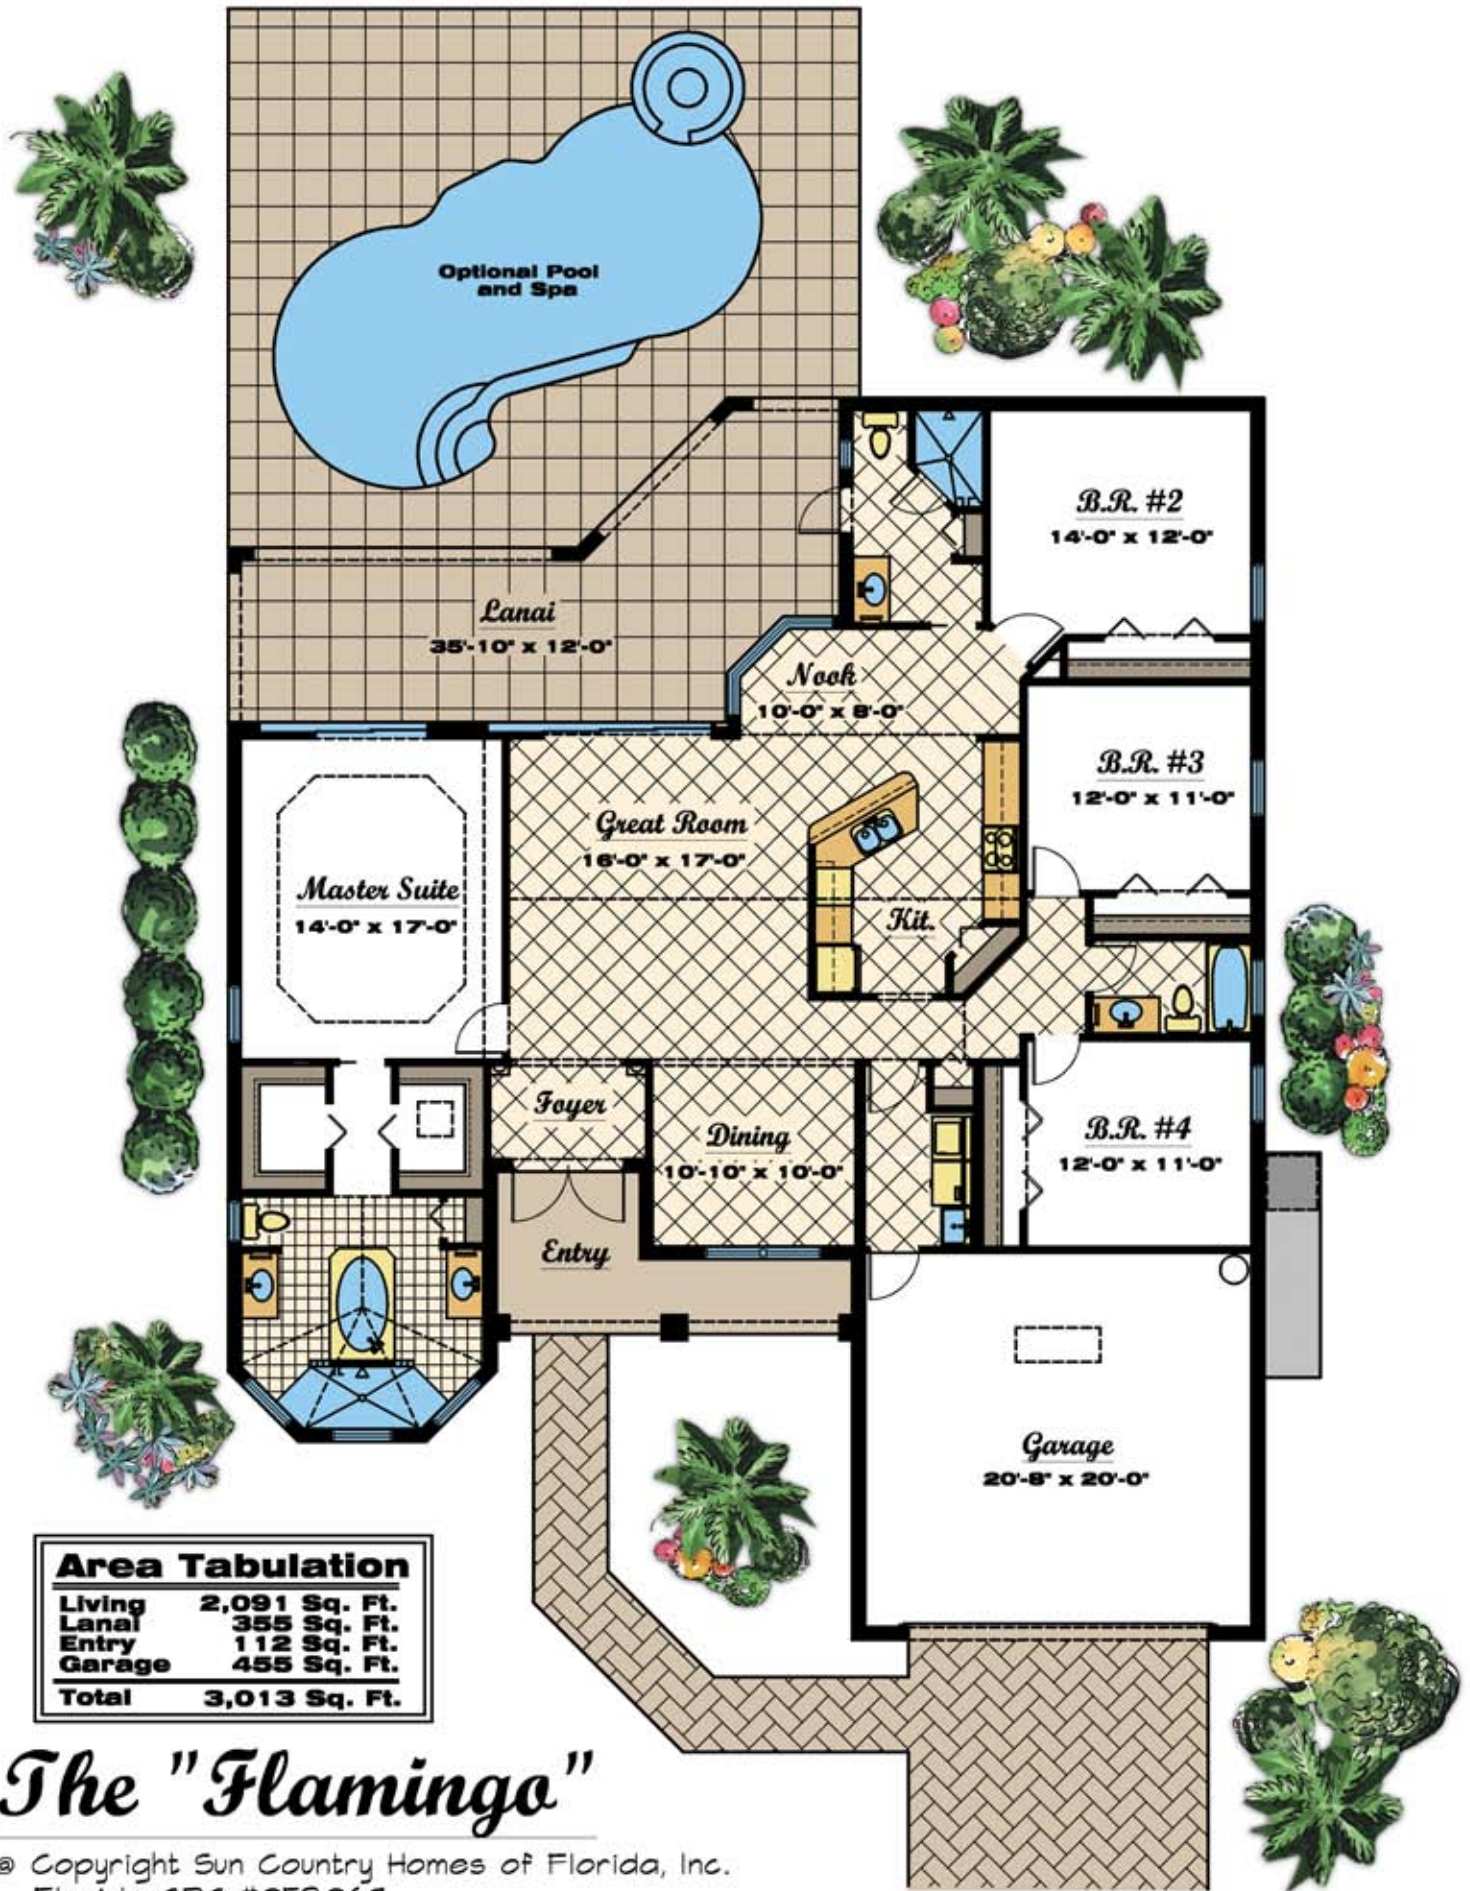 Optional Pool
and Spa
B.R. #2
14'-0" x 12'-0"
Lanai
35'-10" x 12'-0"
Nook
10'-0" x 8'-0"
B.R. #3
12'-0" x 11'-0"
Great Room
16'-0" x 17'-0"
Master Suite
14'-0" x 17'-0"
Kit.
Foyer
Dining
10'-10" x 10'-0"
B.R. #4
12'-0" x 11'-0"
Entry
Garage
20'-8" x 20'-0"
Area Tabulation
Living 2,091 Sq. Ft.
Lanai 355 Sq. Ft.
Entry 112 Sq. Ft.
Garage 455 Sq. Ft.
Total 3,013 Sq. Ft.
The "Flamingo"
@ Copyright Sun Country Homes of Florida, Inc.